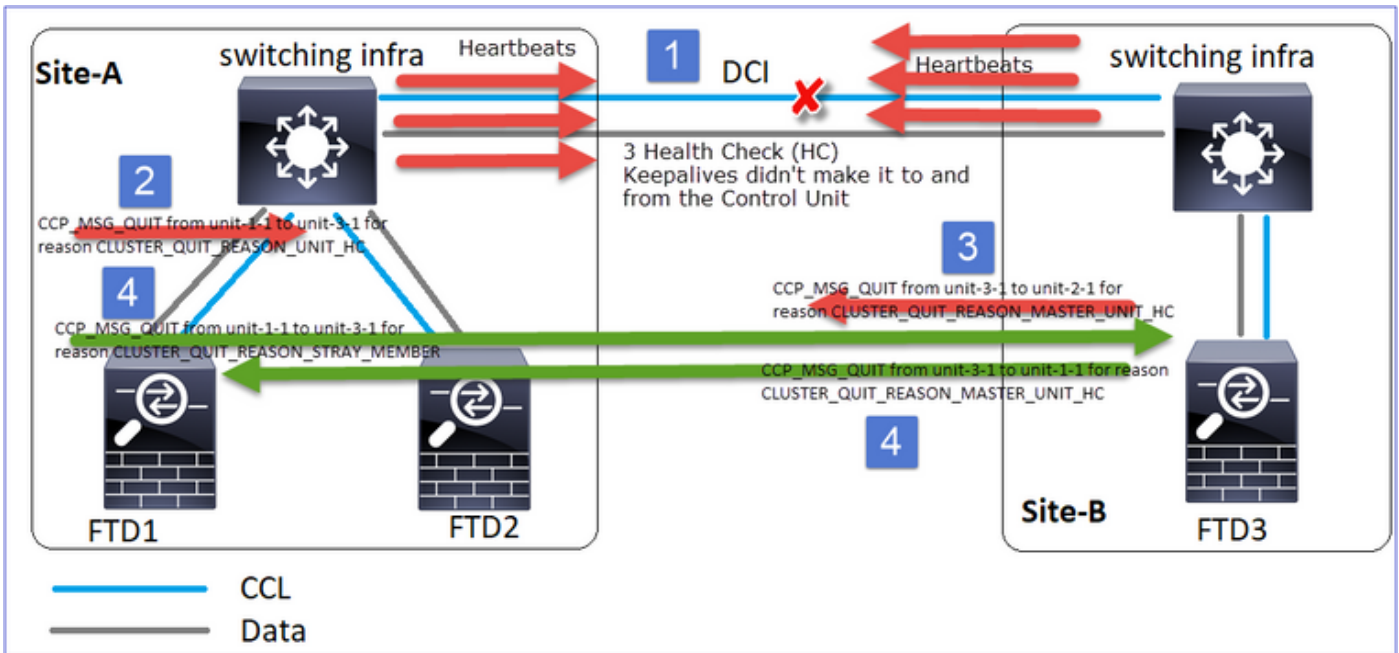 Site-A
switching infra
Heartbeats
1
DCI
Heartbeats
switching infra
3 Health Check (HC)
Keepalives didn't make it to and
from the Control Unit
2
CCP_MSG_QUIT from unit-1-1 to unit-3-1 for
reason CLUSTER_QUIT_REASON_UNIT_HC
4
CCP_MSG_QUIT from unit-1-1 to unit-3-1 for
reason CLUSTER_QUIT_REASON_STRAY_MEMBER
3
CCP_MSG_QUIT from unit-3-1 to unit-2-1 for
reason CLUSTER_QUIT_REASON_MASTER_UNIT_HC
CCP_MSG_QUIT from unit-3-1 to unit-1-1 for reason
CLUSTER_QUIT_REASON_MASTER_UNIT_HC
4
FTD1
FTD2
Site-B
FTD3
CCL
Data